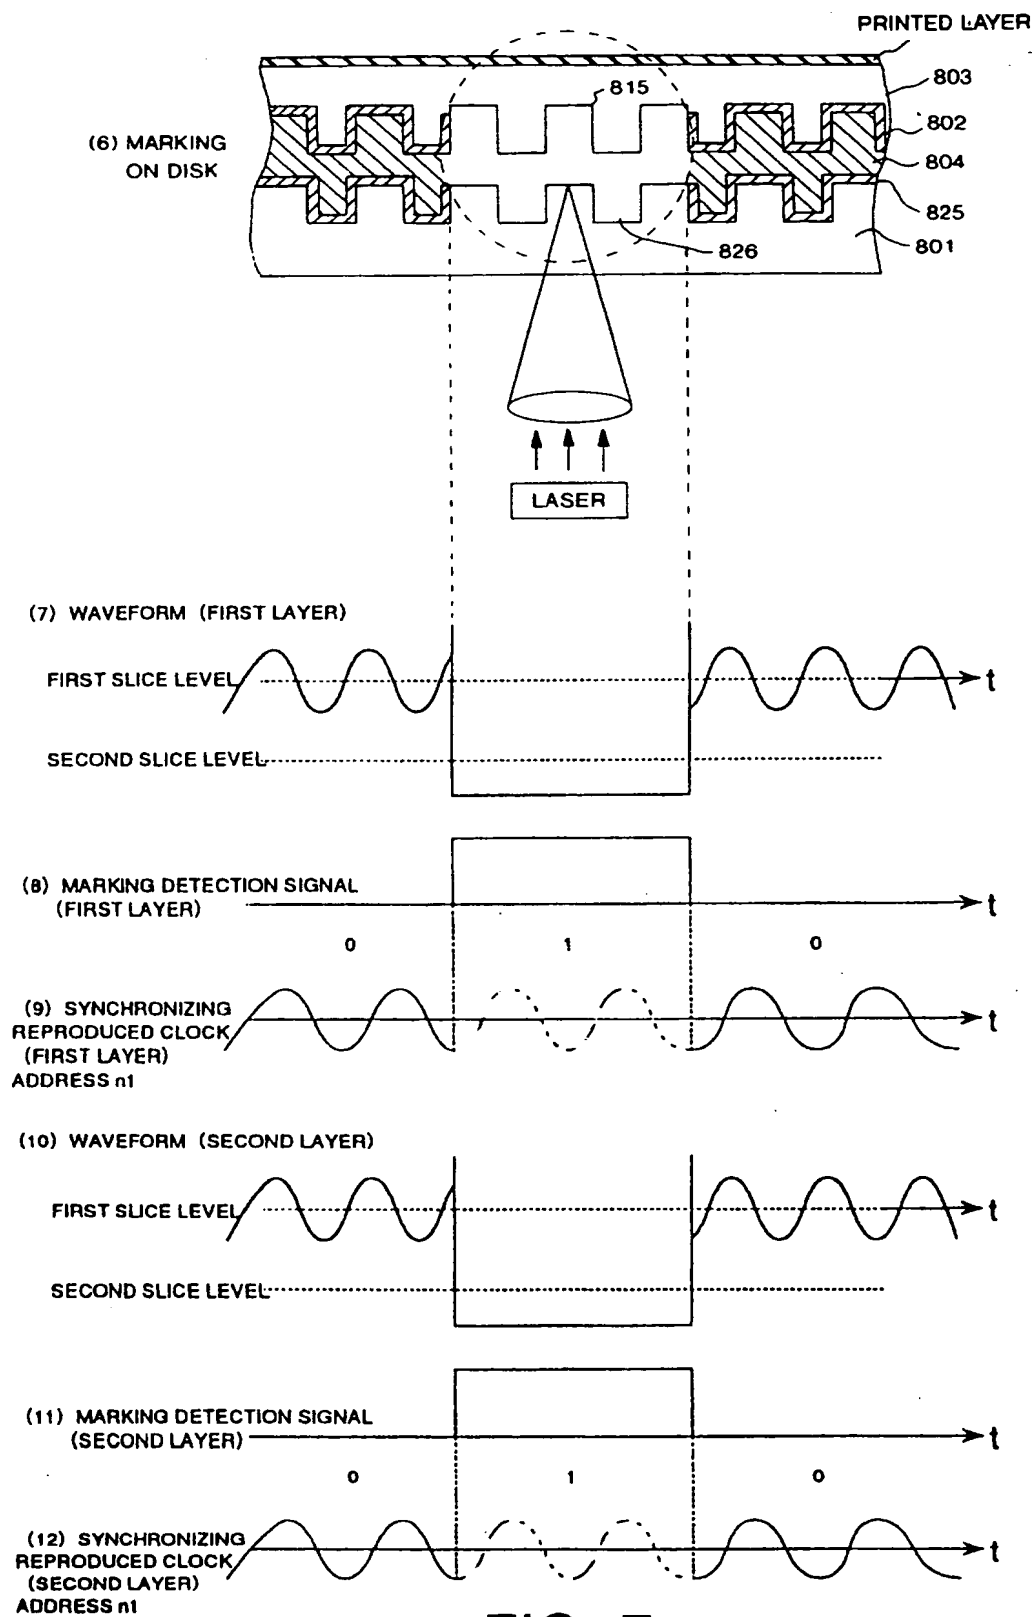 PRINTED LAYER
803
815
(6) MARKING
ON DISK
802
804
825
826
801
LASER
(7) WAVEFORM (FIRST LAYER)
FIRST SLICE LEVEL
t
SECOND SLICE LEVEL
(8) MARKING DETECTION SIGNAL
(FIRST LAYER)
t
0 1 0
(9) SYNCHRONIZING
REPRODUCED CLOCK
(FIRST LAYER)
ADDRESS n1
t
(10) WAVEFORM (SECOND LAYER)
FIRST SLICE LEVEL
t
SECOND SLICE LEVEL
(11) MARKING DETECTION SIGNAL
(SECOND LAYER)
t
0 1 0
(12) SYNCHRONIZING
REPRODUCED CLOCK
(SECOND LAYER)
ADDRESS n1
t